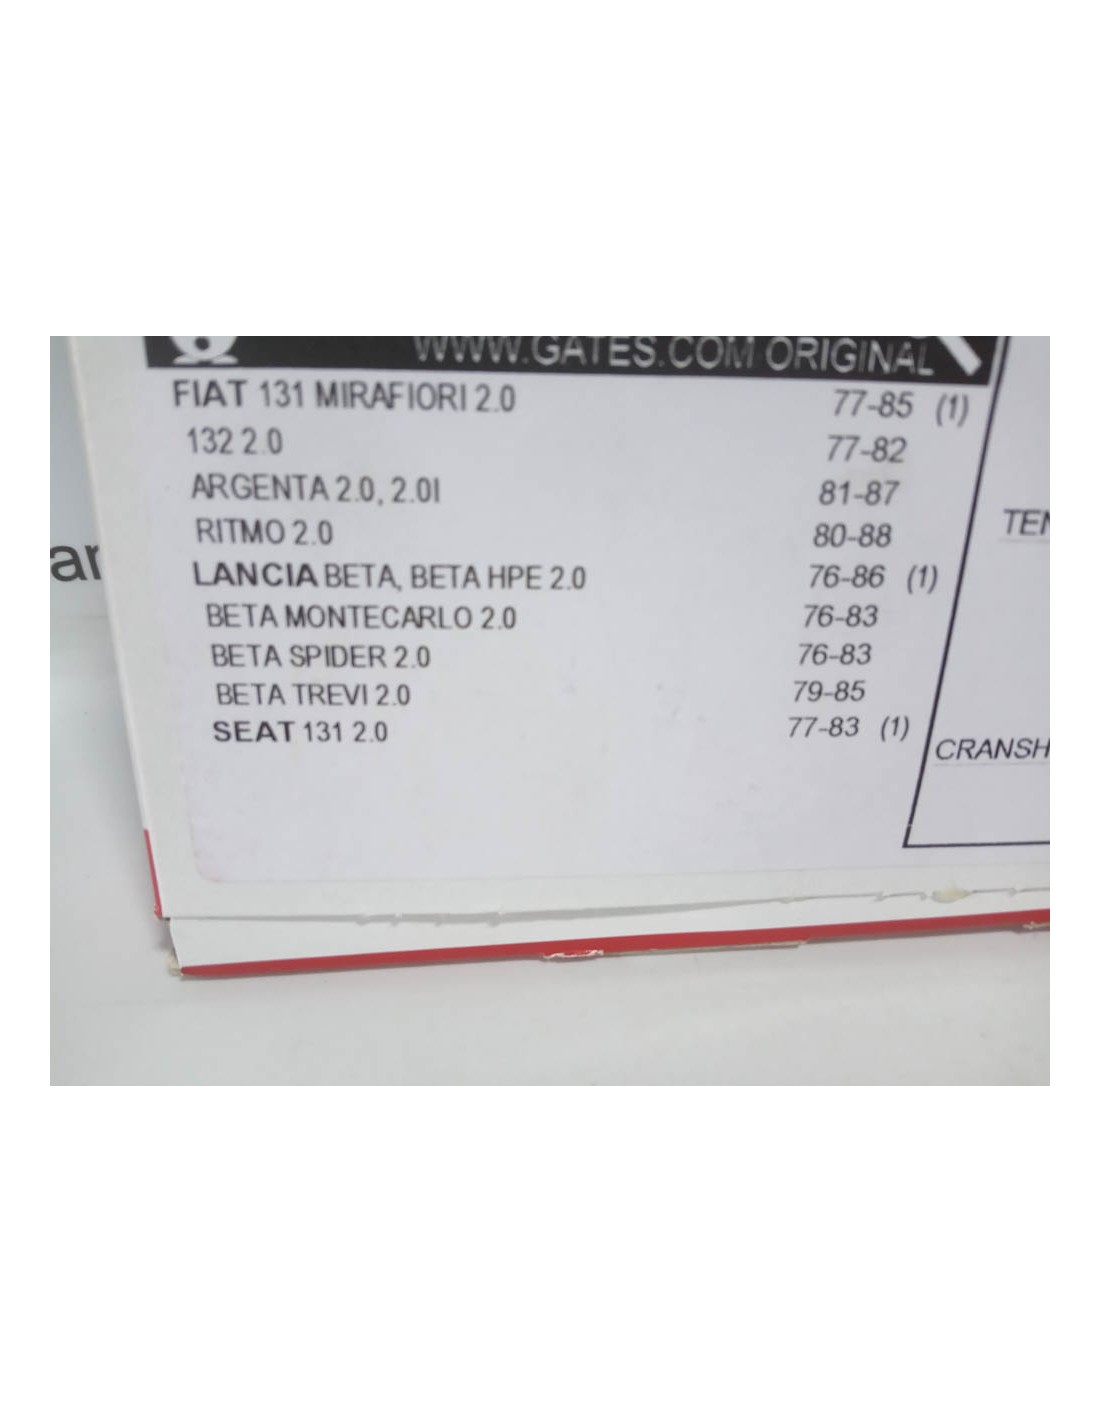 WWW.GATES.COM ORIGINAL
FIAT 131 MIRAFIORI 2.0 77-85 (1)
132 2.0 77-82
ARGENTA 2.0, 2.0I 81-87
RITMO 2.0 80-88
LANCIA BETA, BETA HPE 2.0 76-86 (1)
BETA MONTECARLO 2.0 76-83
BETA SPIDER 2.0 76-83
BETA TREVI 2.0 79-85
SEAT 131 2.0 77-83 (1)
TEN
CRANSH
ar